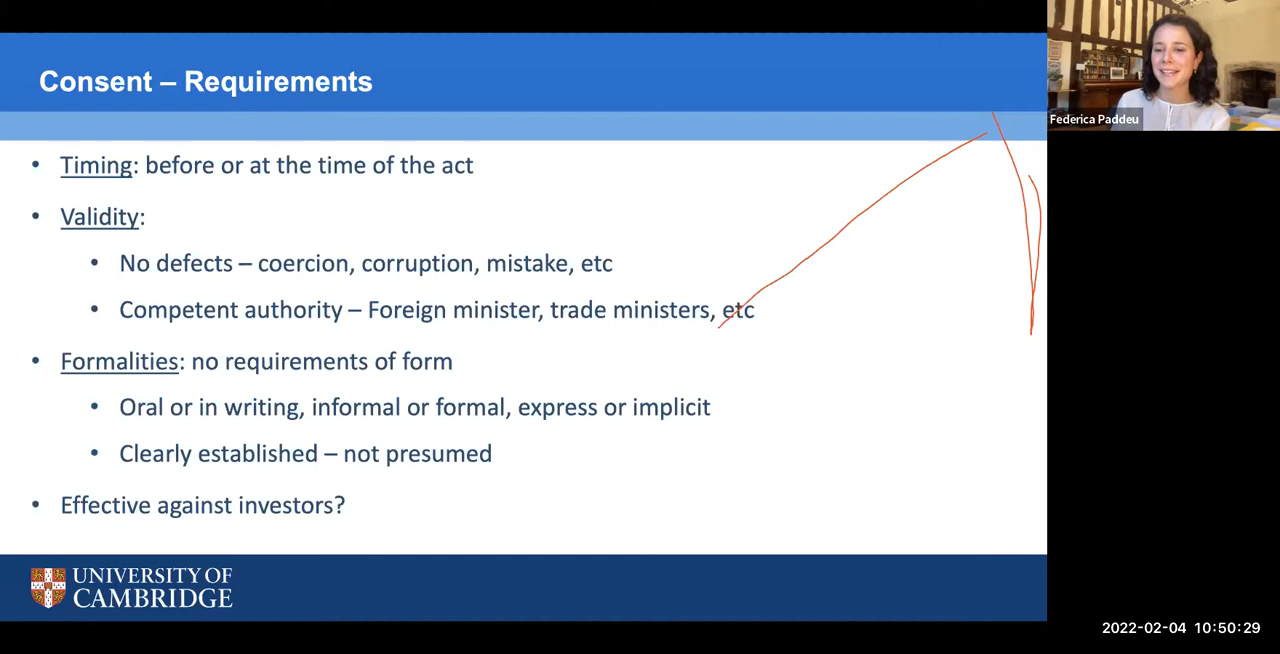 Consent – Requirements
Federica Paddeu
• Timing: before or at the time of the act
• Validity:
• No defects – coercion, corruption, mistake, etc
• Competent authority – Foreign minister, trade ministers, etc
• Formalities: no requirements of form
• Oral or in writing, informal or formal, express or implicit
• Clearly established – not presumed
• Effective against investors?
UNIVERSITY OF
CAMBRIDGE
2022-02-04 10:50:29